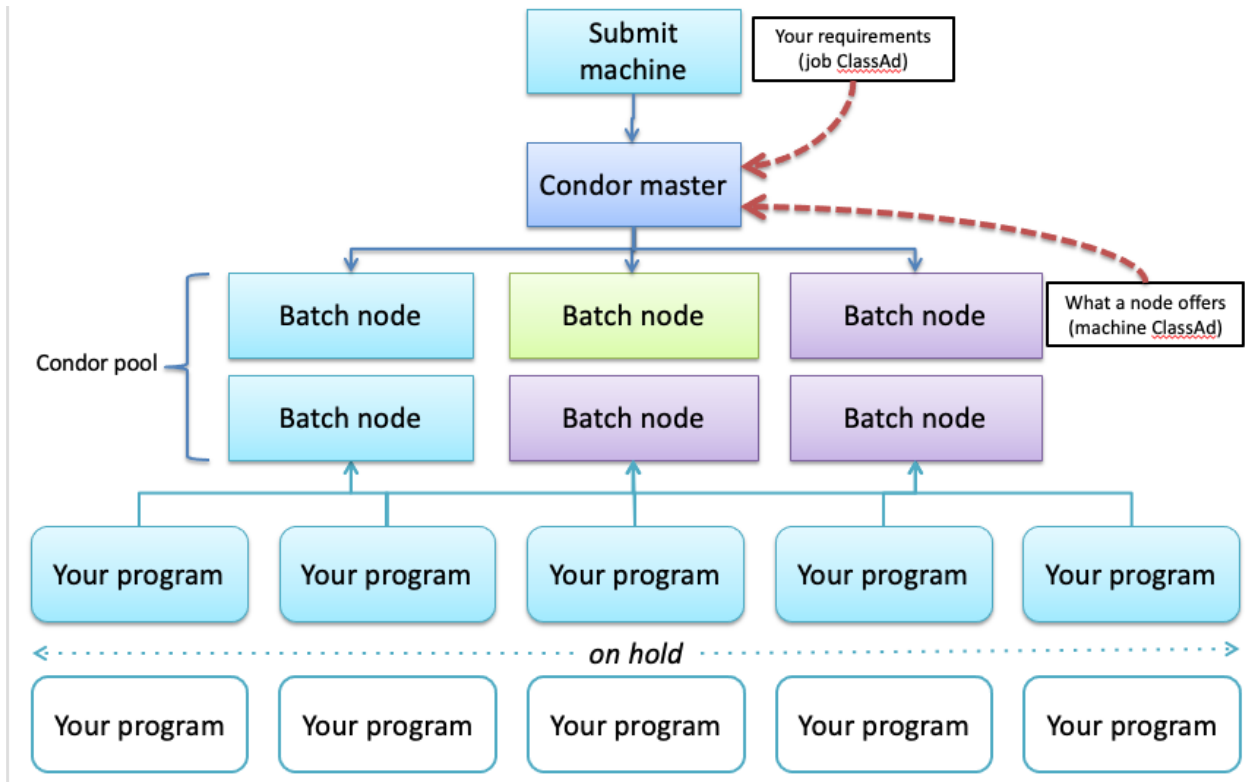 Submit
machine
Your requirements
(job ClassAd)
Condor master
Batch node
Batch node
Batch node
What a node offers
(machine ClassAd)
Condor pool
Batch node
Batch node
Batch node
Your program
Your program
Your program
Your program
Your program
on hold
Your program
Your program
Your program
Your program
Your program